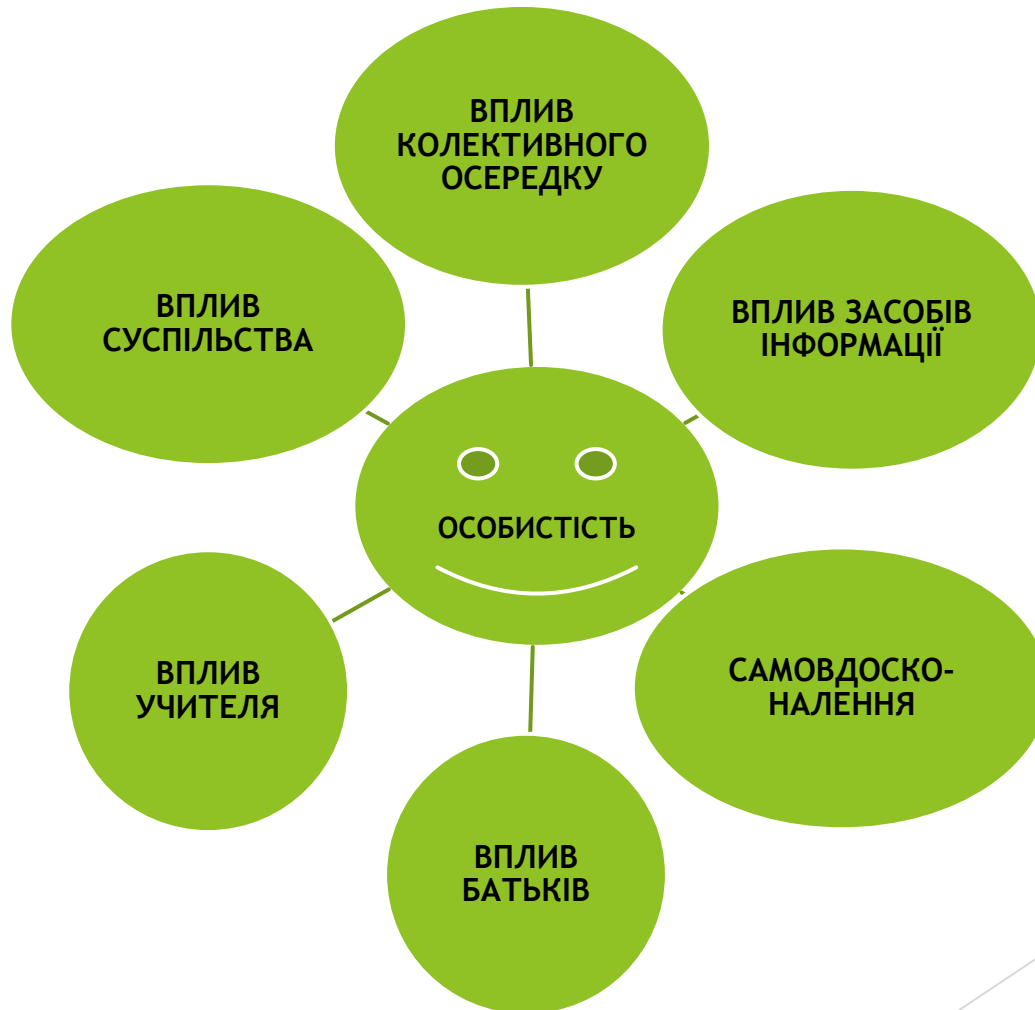 ВПЛИВ
КОЛЕКТИВНОГО
ОСЕРЕДКУ
ВПЛИВ
СУСПІЛЬСТВА
ВПЛИВ ЗАСОБІВ
ІНФОРМАЦІЇ
ОСОБИСТІСТЬ
ВПЛИВ
УЧИТЕЛЯ
САМОВДОСКО-
НАЛЕННЯ
ВПЛИВ
БАТЬКІВ